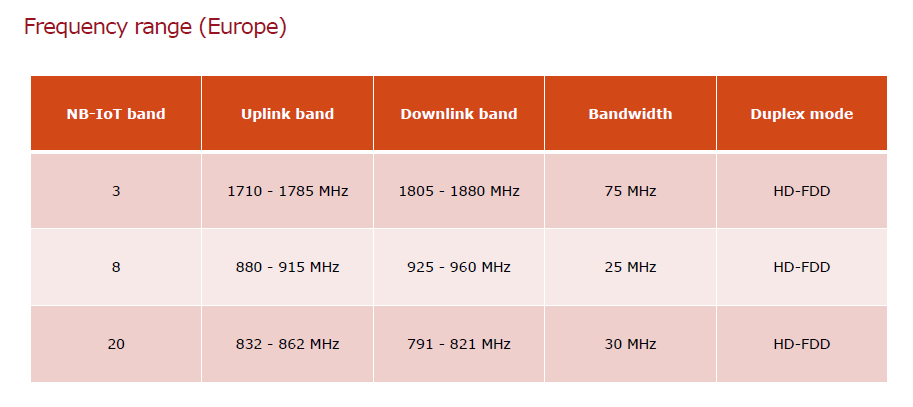 Frequency range (Europe)
NB-IoT band Uplink band Downlink band Bandwidth Duplex mode
3 1710 - 1785 MHz 1805 - 1880 MHz 75 MHz HD-FDD
8 880 - 915 MHz 925 - 960 MHz 25 MHz HD-FDD
20 832 - 862 MHz 791 - 821 MHz 30 MHz HD-FDD